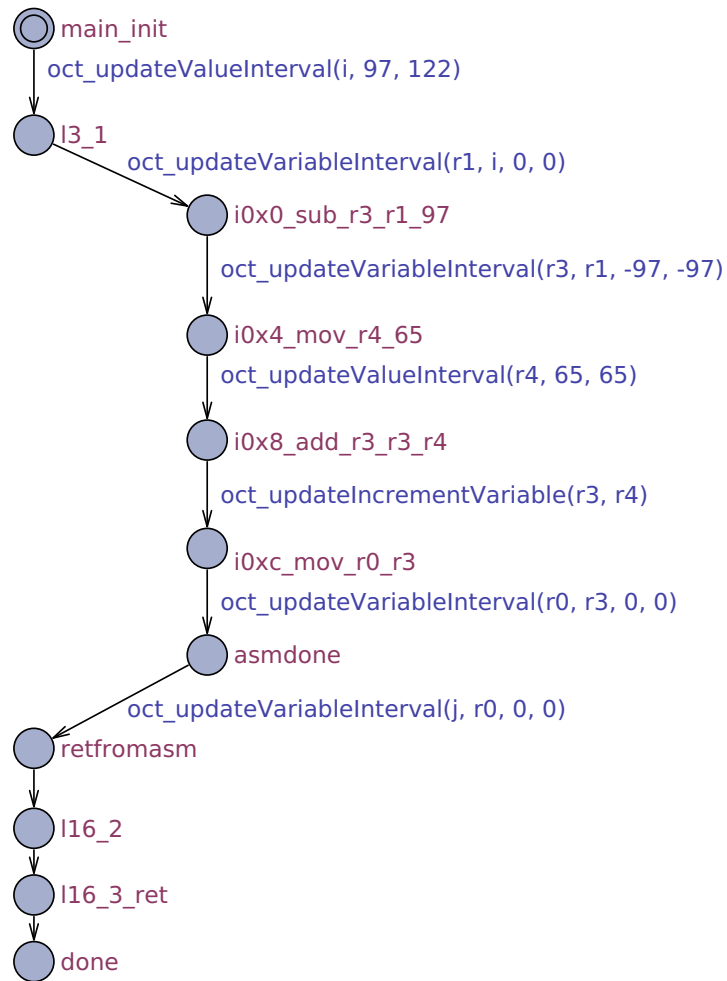 main_init
oct_updateValueInterval(i, 97, 122)
l3_1
oct_updateVariableInterval(r1, i, 0, 0)
i0x0_sub_r3_r1_97
oct_updateVariableInterval(r3, r1, -97, -97)
i0x4_mov_r4_65
oct_updateValueInterval(r4, 65, 65)
i0x8_add_r3_r3_r4
oct_updateIncrementVariable(r3, r4)
i0xc_mov_r0_r3
oct_updateVariableInterval(r0, r3, 0, 0)
asmdone
oct_updateVariableInterval(j, r0, 0, 0)
retfromasm
l16_2
l16_3_ret
done